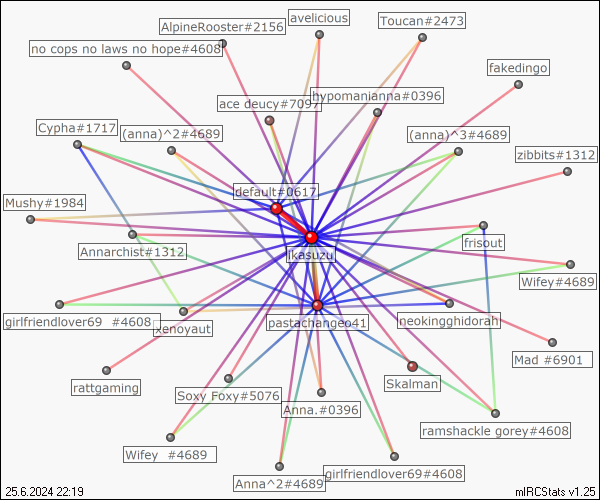 avelicious
AlpineRooster#2156
Toucan#2473
no cops no laws no hope#4608
fakedingo
hypomanianna#0396
ace deucy#7097
Cypha#1717
(anna)^2#4689
(anna)^3#4689
zibbits#1312
default#0617
Mushy#1984
Annarchist#1312
frisout
ikasuzu
Wifey#4689
girlfriendlover69 #4608
xenoyaut
pastachangeo41
neokingghidorah
Mad #6901
rattgaming
Skalman
Soxy Foxy#5076
Anna.#0396
ramshackle gorey#4608
Wifey #4689
girlfriendlover69#4608
Anna^2#4689
25.6.2024 22:19
mIRCStats v1.25